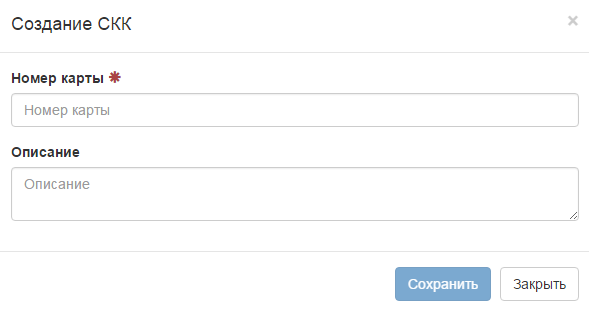 Создание СКК
×
Номер карты ✱
Номер карты
Описание
Описание
Сохранить Закрыть